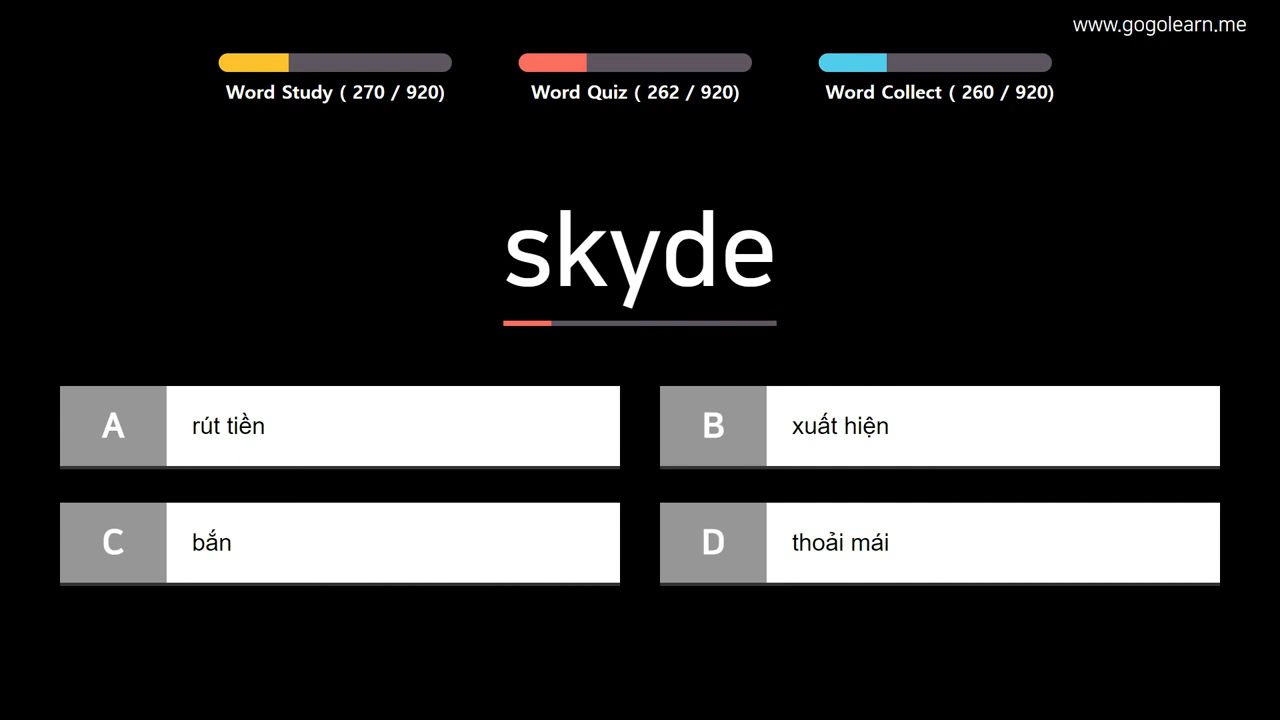 www.gogolearn.me
Word Study ( 270 / 920)
Word Quiz ( 262 / 920)
Word Collect ( 260 / 920)
skyde
A
rút tiền
B
xuất hiện
C
bắn
D
thoải mái